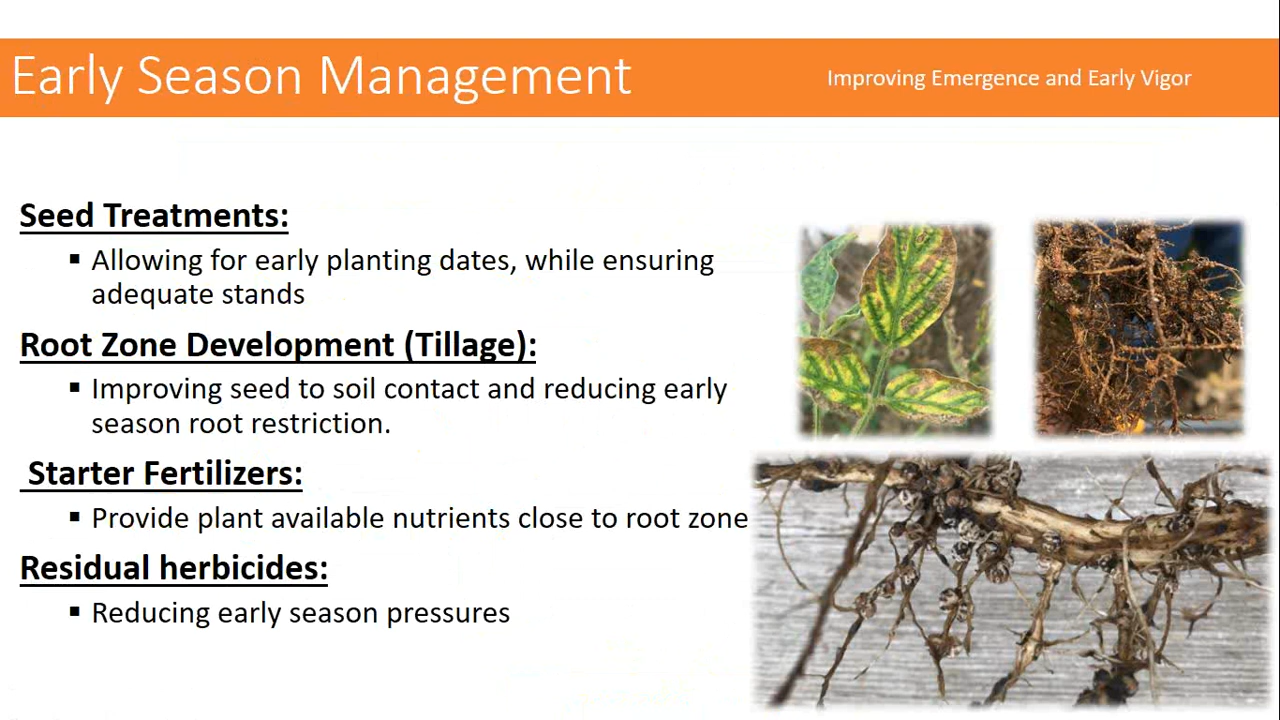 Early Season Management
Improving Emergence and Early Vigor
Seed Treatments:
▪ Allowing for early planting dates, while ensuring
adequate stands
Root Zone Development (Tillage):
▪ Improving seed to soil contact and reducing early
season root restriction.
Starter Fertilizers:
▪ Provide plant available nutrients close to root zone
Residual herbicides:
▪ Reducing early season pressures